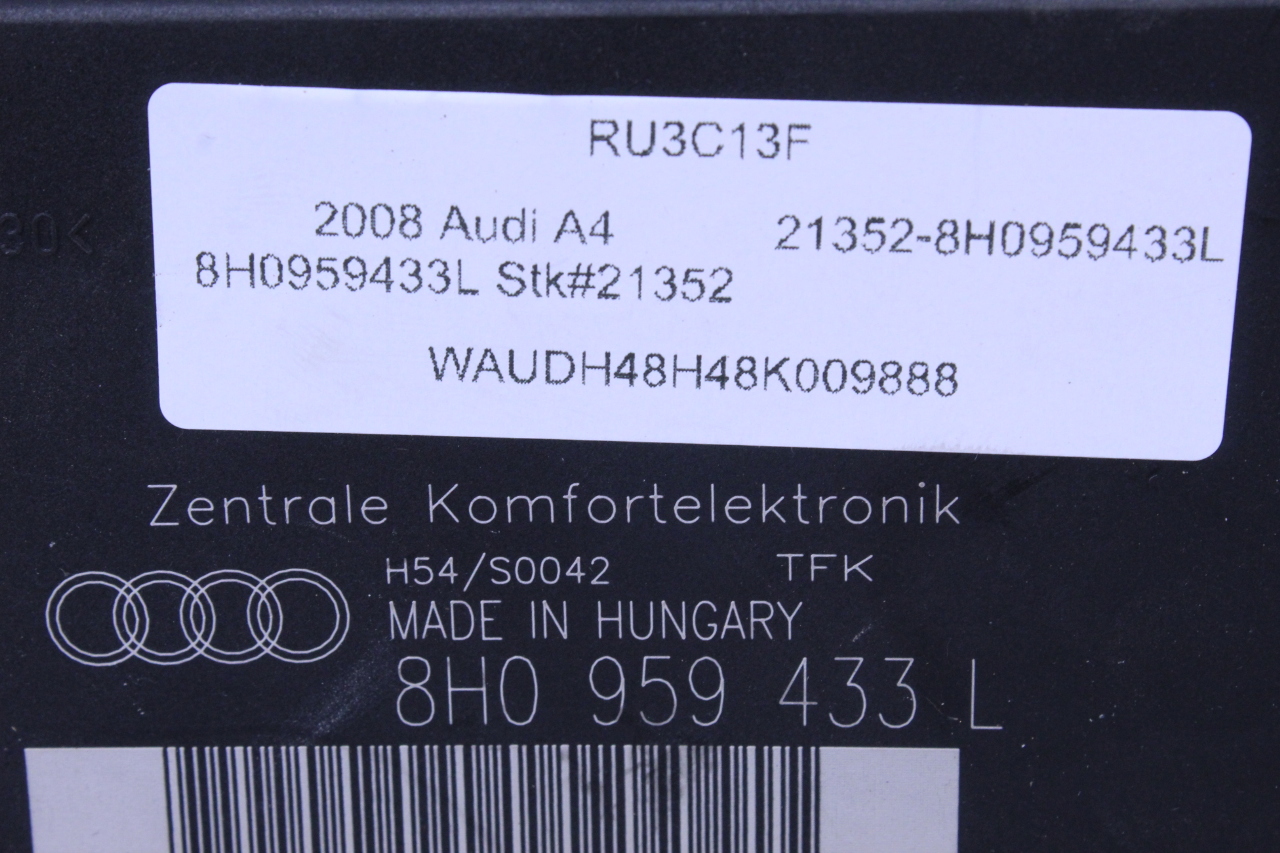 RU3C13F
2008 Audi A4
21352-8H0959433L
8H0959433L Stk#21352
WAUDH48H48K009888
30<
Zentrale Komfortelektronik
H54/S0042 TFK
MADE IN HUNGARY
8H0 959 433 L